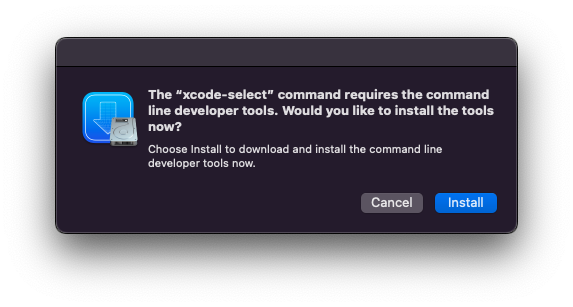 The “xcode-select” command requires the command
line developer tools. Would you like to install the tools
now?
Choose Install to download and install the command line
developer tools now.
Cancel
Install